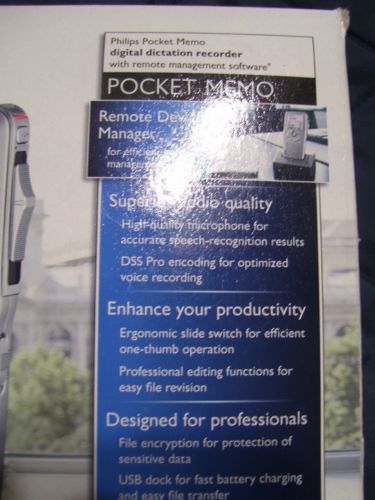 Philips Pocket Memo
digital dictation recorder
with remote management software*
POCKET MEMO
Remote
Manager
for efficient
Superior audio quality
High-quality microphone for
accurate speech-recognition results
DSS Pro encoding for optimized
voice recording
Enhance your productivity
Ergonomic slide switch for efficient
one-thumb operation
Professional editing functions for
easy file revision
Designed for professionals
File encryption for protection of
sensitive data
USB dock for fast battery charging
and easy file transfer